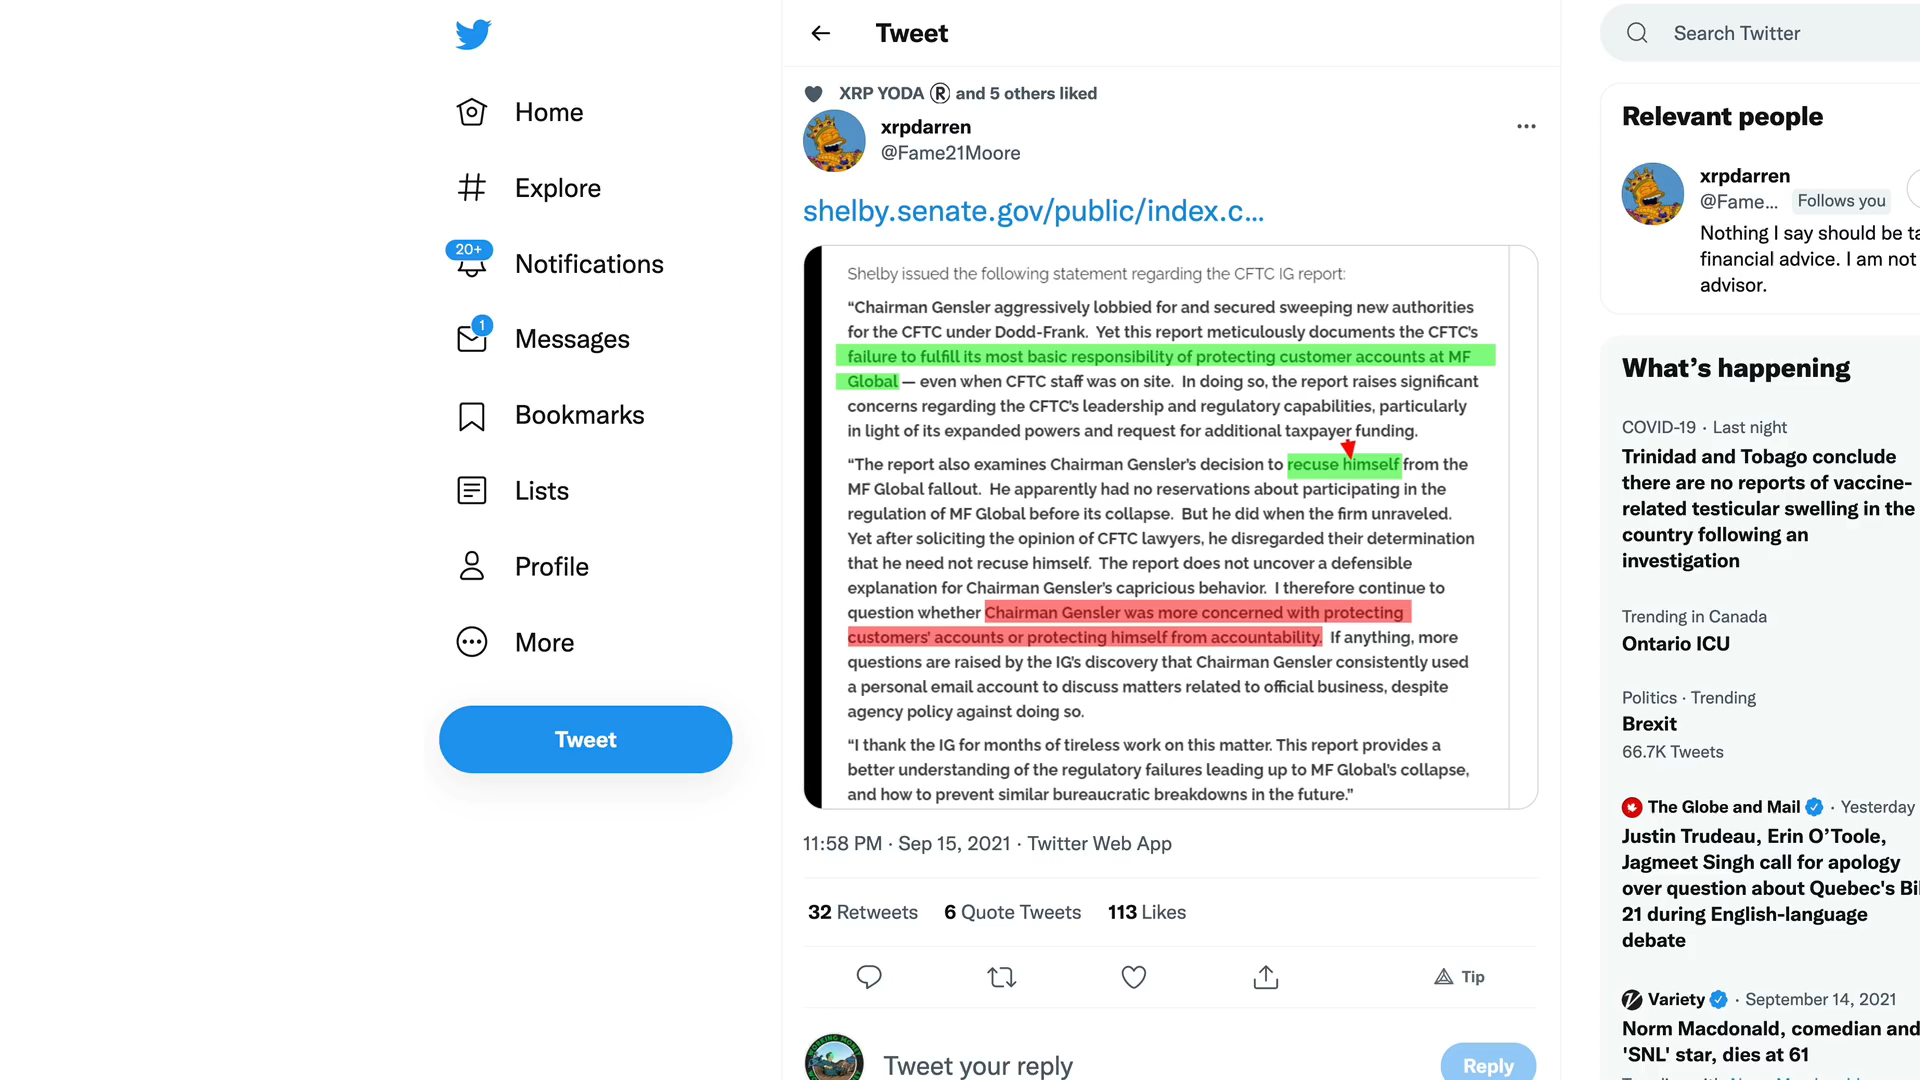 Home
Explore
20+
Notifications
1
Messages
Bookmarks
Lists
Profile
More
Tweet
Tweet
XRP YODA Ⓡ and 5 others liked
xrpdarren
@Fame21Moore
shelby.senate.gov/public/index.c...
Shelby issued the following statement regarding the CFTC IG report:
“Chairman Gensler aggressively lobbied for and secured sweeping new authorities
for the CFTC under Dodd-Frank. Yet this report meticulously documents the CFTC's
failure to fulfill its most basic responsibility of protecting customer accounts at MF
Global — even when CFTC staff was on site. In doing so, the report raises significant
concerns regarding the CFTC's leadership and regulatory capabilities, particularly
in light of its expanded powers and request for additional taxpayer funding.
“The report also examines Chairman Gensler's decision to recuse himself from the
MF Global fallout. He apparently had no reservations about participating in the
regulation of MF Global before its collapse. But he did when the firm unraveled.
Yet after soliciting the opinion of CFTC lawyers, he disregarded their determination
that he need not recuse himself. The report does not uncover a defensible
explanation for Chairman Gensler's capricious behavior. I therefore continue to
question whether Chairman Gensler was more concerned with protecting
customers' accounts or protecting himself from accountability. If anything, more
questions are raised by the IG's discovery that Chairman Gensler consistently used
a personal email account to discuss matters related to official business, despite
agency policy against doing so.
“I thank the IG for months of tireless work on this matter. This report provides a
better understanding of the regulatory failures leading up to MF Global's collapse,
and how to prevent similar bureaucratic breakdowns in the future.”
11:58 PM · Sep 15, 2021 · Twitter Web App
32 Retweets 6 Quote Tweets 113 Likes
Tip
Tweet your reply
Reply
Search Twitter
Relevant people
xrpdarren
@Fame... Follows you
Nothing I say should be ta
financial advice. I am not
advisor.
What's happening
COVID-19 · Last night
Trinidad and Tobago conclude
there are no reports of vaccine-
related testicular swelling in the
country following an
investigation
Trending in Canada
Ontario ICU
Politics · Trending
Brexit
66.7K Tweets
The Globe and Mail · Yesterday
Justin Trudeau, Erin O'Toole,
Jagmeet Singh call for apology
over question about Quebec's Bil
21 during English-language
debate
Variety · September 14, 2021
Norm Macdonald, comedian and
'SNL' star, dies at 61